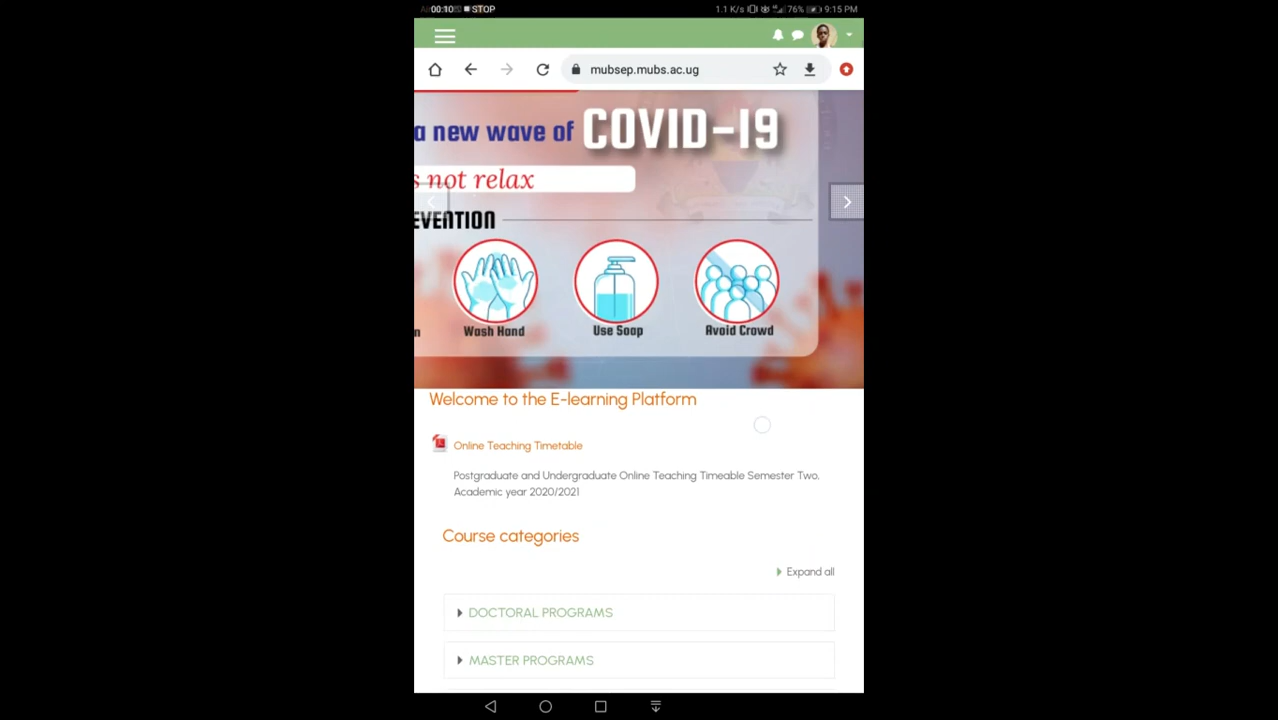 00:10 STOP
1.1 K/s 76% 9:15 PM
mubsep.mubs.ac.ug
a new wave of COVID-19
not relax
EVENTION
Wash Hand
Use Soap
Avoid Crowd
Welcome to the E-learning Platform
Online Teaching Timetable
Postgraduate and Undergraduate Online Teaching Timeable Semester Two,
Academic year 2020/2021
Course categories
Expand all
DOCTORAL PROGRAMS
MASTER PROGRAMS